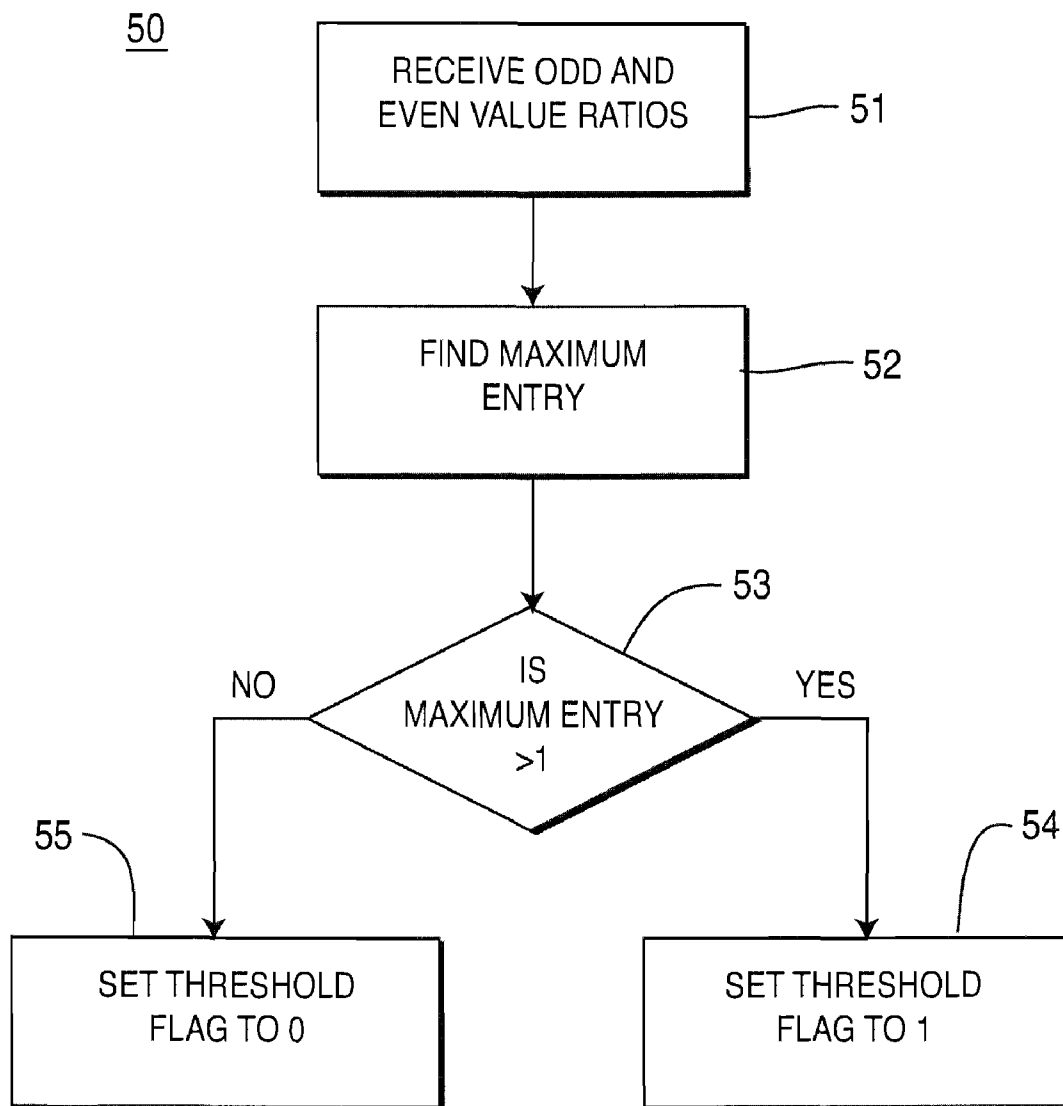 50
RECEIVE ODD AND
EVEN VALUE RATIOS
51
FIND MAXIMUM
ENTRY
52
53
IS
MAXIMUM ENTRY
>1
NO
YES
55
54
SET THRESHOLD
FLAG TO 0
SET THRESHOLD
FLAG TO 1